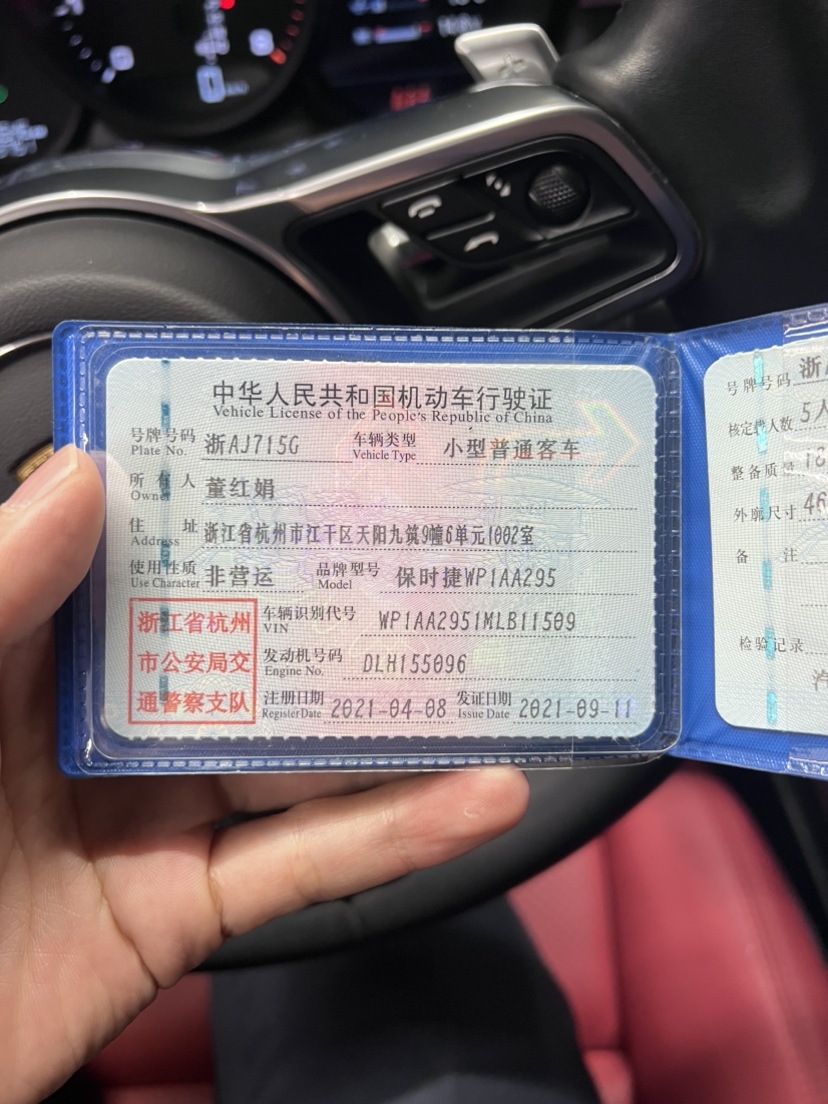 中华人民共和国机动车行驶证
Vehicle License of the People's Republic of China
号牌号码 浙AJ715G 车辆类型 小型普通客车
Plate No. Vehicle Type
所有人 董红娟
Owner
住址 浙江省杭州市江干区天阳九筑9幢6单元1002室
Address
使用性质 非营运 品牌型号 保时捷WP1AA295
Use Character Model
浙江省杭州
市公安局交
通警察支队
车辆识别代号 WP1AA2951MLB11509
VIN
发动机号码 DLH155096
Engine No.
注册日期 2021-04-08 发证日期 2021-09-11
Register Date Issue Date
号牌号码 浙
核定载人数 5人
整备质量 18
外廓尺寸 46
备注
检验记录